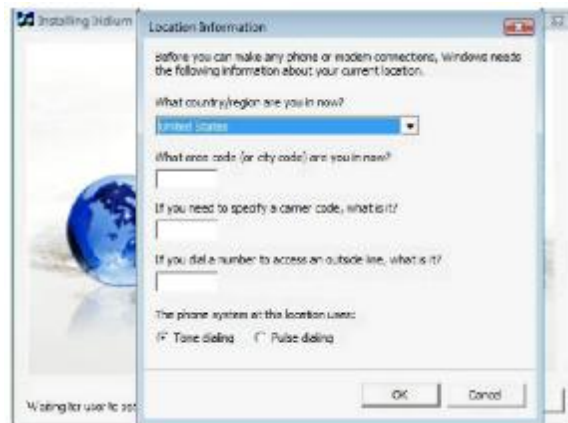 Installing Iridium
Location Information
Before you can make any phone or modem connections, Windows needs
the following information about your current location.
What country/region are you in now?
United States
What area code (or city code) are you in now?
If you need to specify a carrier code, what is it?
If you dial a number to access an outside line, what is it?
The phone system at this location uses:
Tone dialing
Pulse dialing
OK
Cancel
Waiting for user to